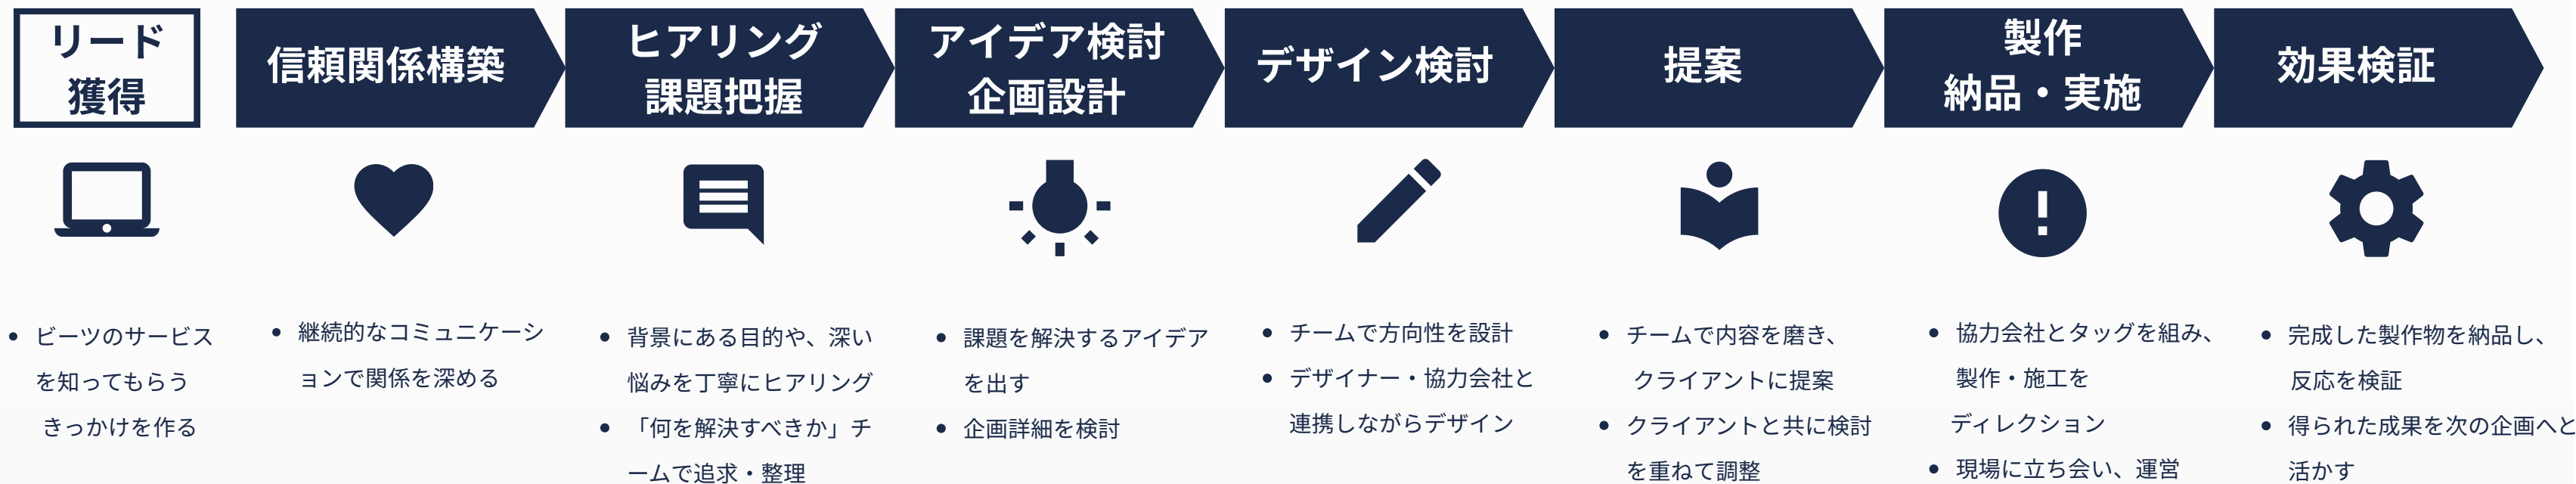 リード
獲得
信頼関係構築
ヒアリング
課題把握
アイデア検討
企画設計
デザイン検討
提案
製作
納品・実施
効果検証
• ビーツのサービス
を知ってもらう
きっかけを作る
• 継続的なコミュニケーシ
ョンで関係を深める
• 背景にある目的や、深い
悩みを丁寧にヒアリング
• 「何を解決すべきか」チ
ームで追求・整理
• 課題を解決するアイデア
を出す
• 企画詳細を検討
• チームで方向性を設計
• デザイナー・協力会社と
連携しながらデザイン
• チームで内容を磨き、
クライアントに提案
• クライアントと共に検討
を重ねて調整
• 協力会社とタッグを組み、
製作・施工を
ディレクション
• 現場に立ち会い、運営
• 完成した製作物を納品し、
反応を検証
• 得られた成果を次の企画へと
活かす